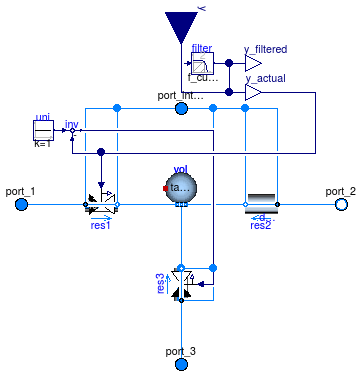 y
filter
y_filtered
f_cu...
y_actual
port_int...
uni
inv
k=1
vol
ta...
port_1
port_2
res1
d...
res2
res3
port_3